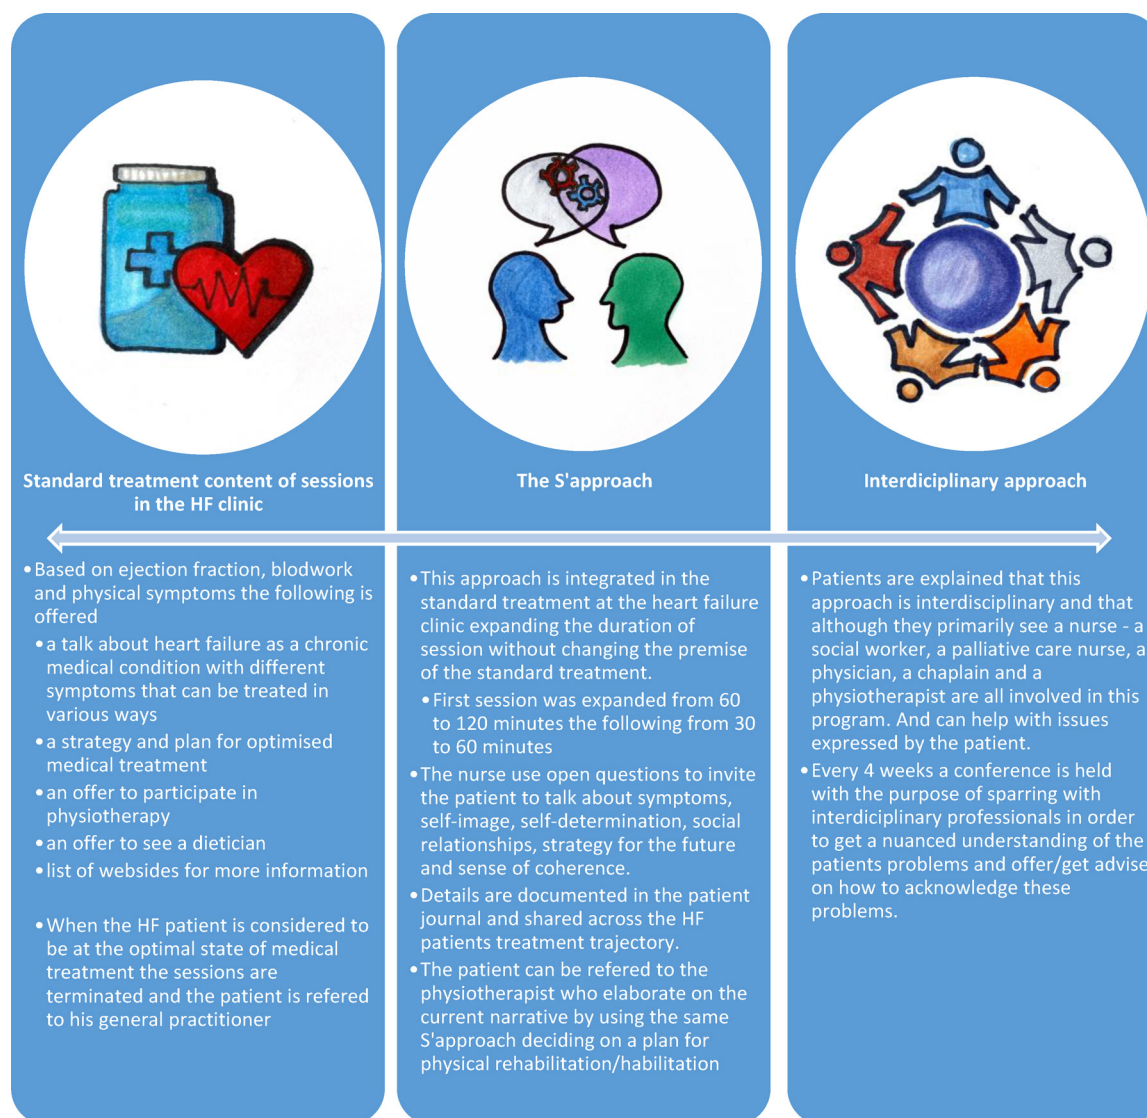 Standard treatment content of sessions
in the HF clinic
•Based on ejection fraction, blodwork
and physical symptoms the following is
offered
•a talk about heart failure as a chronic
medical condition with different
symptoms that can be treated in
various ways
•a strategy and plan for optimised
medical treatment
•an offer to participate in
physiotherapy
•an offer to see a dietician
•list of websides for more information
•When the HF patient is considered to
be at the optimal state of medical
treatment the sessions are
terminated and the patient is refered
to his general practitioner
The S'approach
•This approach is integrated in the
standard treatment at the heart failure
clinic expanding the duration of
session without changing the premise
of the standard treatment.
•First session was expanded from 60
to 120 minutes the following from 30
to 60 minutes
•The nurse use open questions to invite
the patient to talk about symptoms,
self-image, self-determination, social
relationships, strategy for the future
and sense of coherence.
•Details are documented in the patient
journal and shared across the HF
patients treatment trajectory.
•The patient can be refered to the
physiotherapist who elaborate on the
current narrative by using the same
S'approach deciding on a plan for
physical rehabilitation/habilitation
Interdiciplinary approach
•Patients are explained that this
approach is interdisciplinary and that
although they primarily see a nurse - a
social worker, a palliative care nurse, a
physician, a chaplain and a
physiotherapist are all involved in this
program. And can help with issues
expressed by the patient.
•Every 4 weeks a conference is held
with the purpose of sparring with
interdiciplinary professionals in order
to get a nuanced understanding of the
patients problems and offer/get advise
on how to acknowledge these
problems.